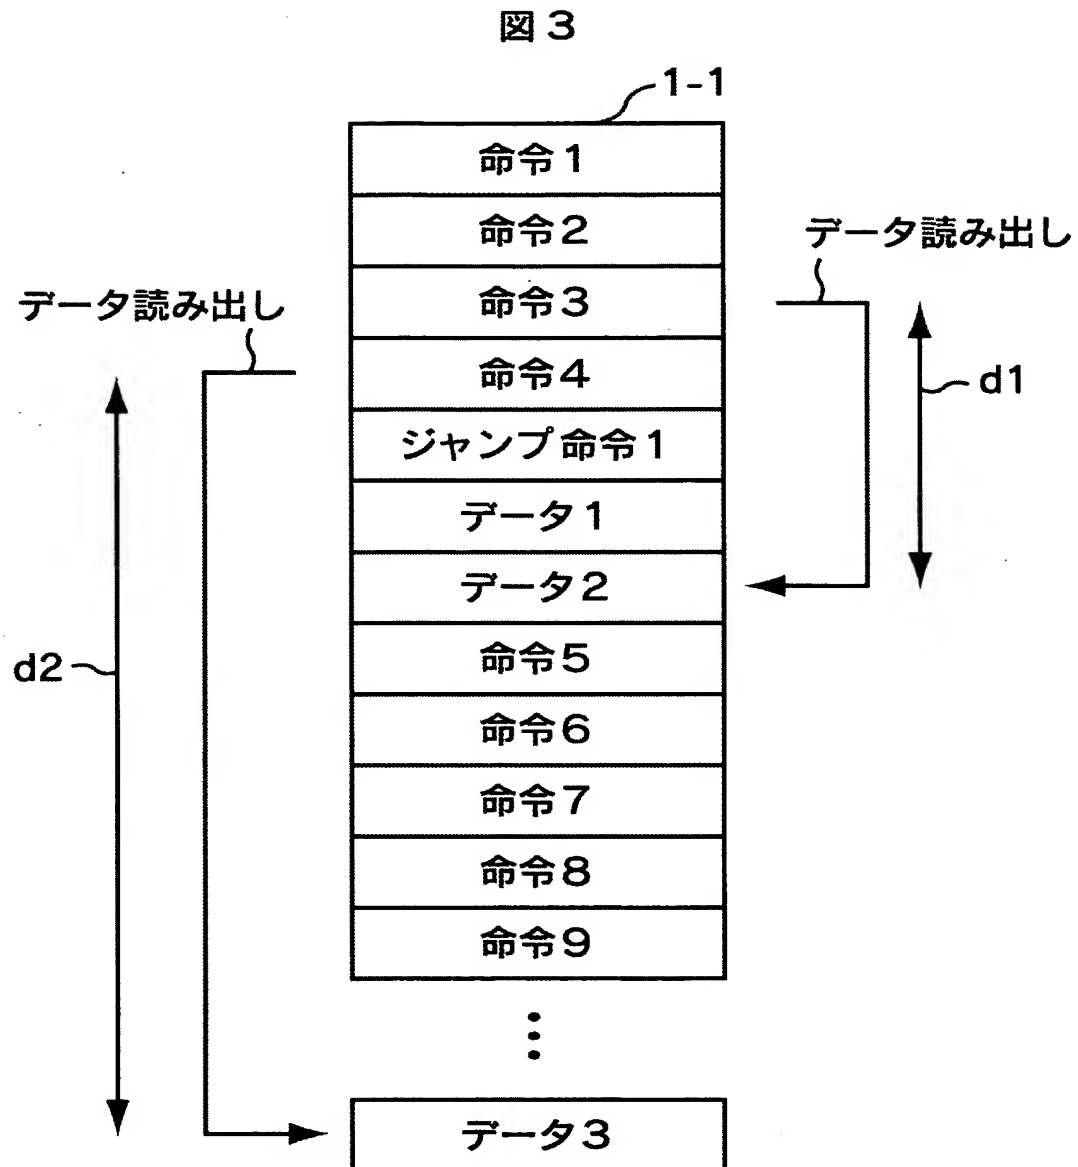 図3
1-1
命令1
命令2
データ読み出し
データ読み出し
命令3
命令4
d1
ジャンプ命令1
データ1
データ2
d2
命令5
命令6
命令7
命令8
命令9
⋮
データ3